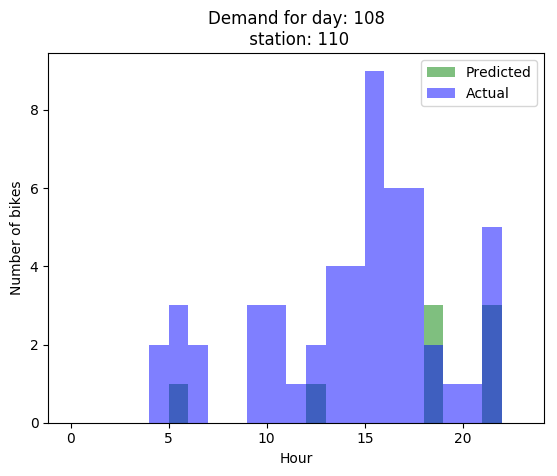 Demand for day: 108
station: 110
Predicted
Actual
Number of bikes
8
6
4
2
0
0 5 10 15 20
Hour